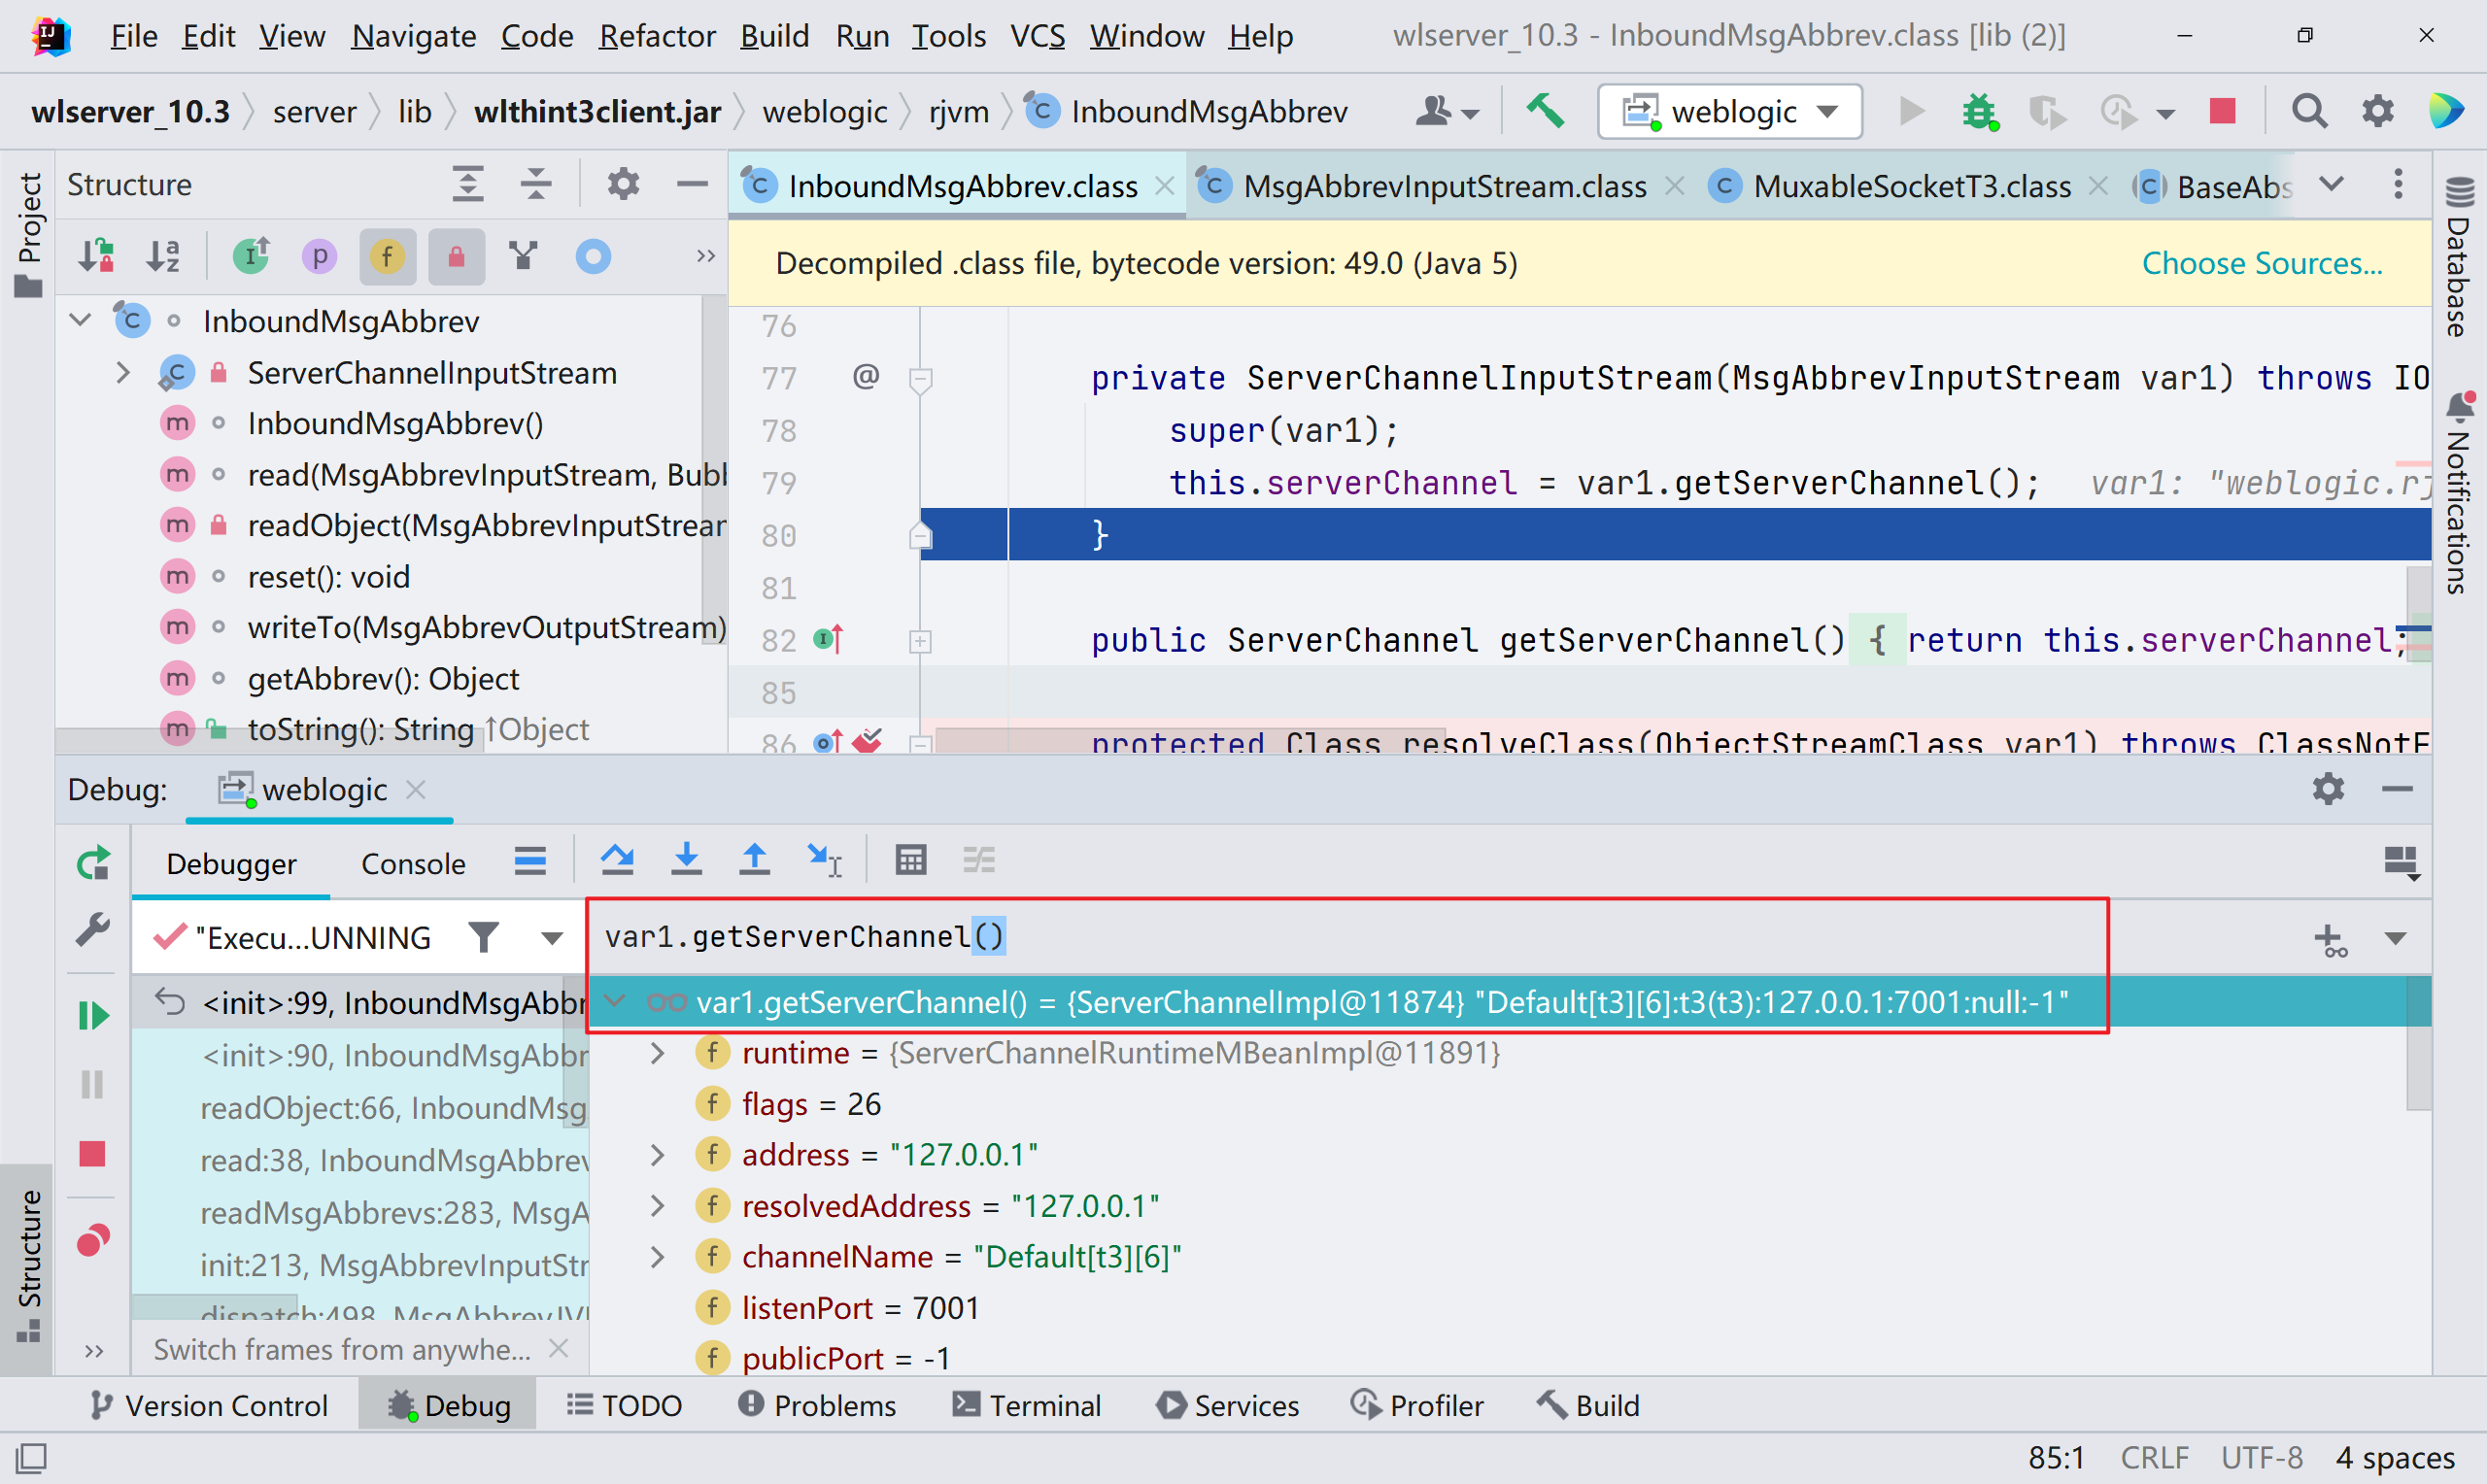 File Edit View Navigate Code Refactor Build Run Tools VCS Window Help wlserver_10.3 - InboundMsgAbbrev.class [lib (2)]
wlserver_10.3 server lib wlthint3client.jar weblogic rjvm InboundMsgAbbrev weblogic
Project
Structure
InboundMsgAbbrev.class MsgAbbrevInputStream.class MuxableSocketT3.class BaseAbs
Decompiled .class file, bytecode version: 49.0 (Java 5) Choose Sources...
Database
Notifications
InboundMsgAbbrev
ServerChannelInputStream
InboundMsgAbbrev()
read(MsgAbbrevInputStream, Bubb
readObject(MsgAbbrevInputStrear
reset(): void
writeTo(MsgAbbrevOutputStream)
getAbbrev(): Object
toString(): String ↑Object
76
77 @ private ServerChannelInputStream(MsgAbbrevInputStream var1) throws IO
78 super(var1);
79 this.serverChannel = var1.getServerChannel(); var1: "weblogic.rj
80 }
81
82 public ServerChannel getServerChannel() { return this.serverChannel;
85
86 protected Class resolveClass(ObjectStreamClass var1) throws ClassNotF
Debug: weblogic
Debugger Console
"Execu...UNNING
var1.getServerChannel()
<init>:99, InboundMsgAbbr
<init>:90, InboundMsgAbbr
readObject:66, InboundMsg
read:38, InboundMsgAbbrev
readMsgAbbrevs:283, MsgA
init:213, MsgAbbrevInputStr
dispatch:498, MsgAbbrevJVM
Switch frames from anywhe...
var1.getServerChannel() = {ServerChannelImpl@11874} "Default[t3][6]:t3(t3):127.0.0.1:7001:null:-1"
runtime = {ServerChannelRuntimeMBeanImpl@11891}
flags = 26
address = "127.0.0.1"
resolvedAddress = "127.0.0.1"
channelName = "Default[t3][6]"
listenPort = 7001
publicPort = -1
Structure
Version Control Debug TODO Problems Terminal Services Profiler Build
85:1 CRLF UTF-8 4 spaces